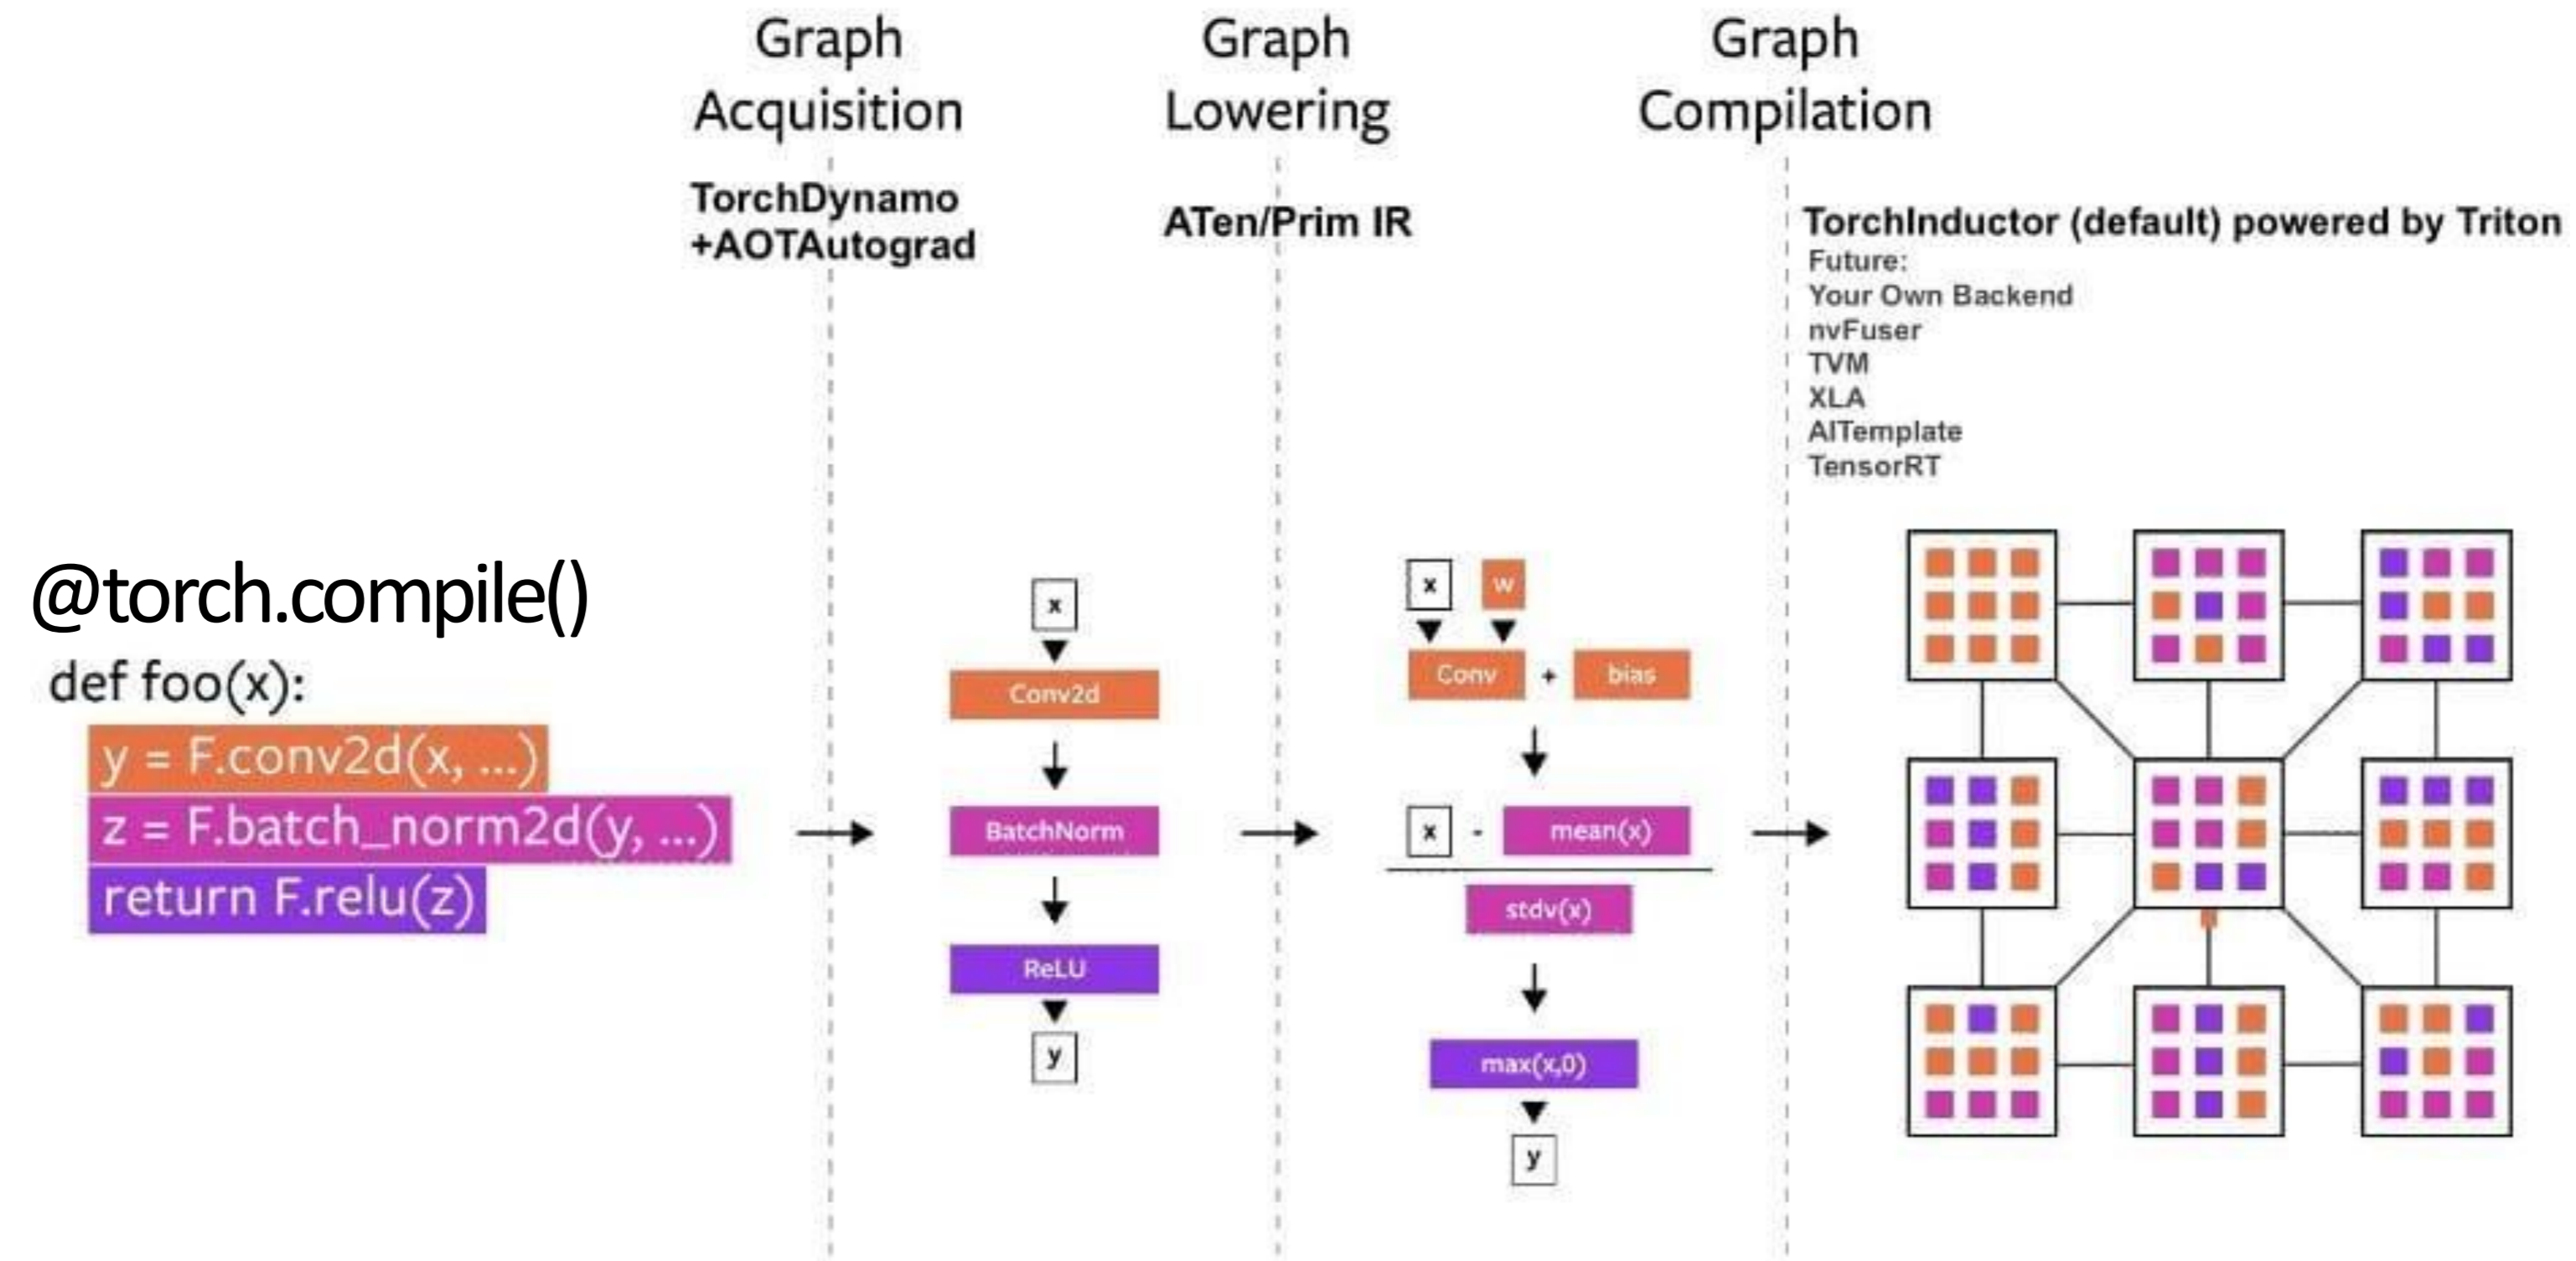 Graph
Acquisition
Graph
Lowering
Graph
Compilation
TorchDynamo
+AOTAutograd
ATen/Prim IR
TorchInductor (default) powered by Triton
Future:
Your Own Backend
nvFuser
TVM
XLA
AITemplate
TensorRT
@torch.compile()
def foo(x):
y = F.conv2d(x, ...)
z = F.batch_norm2d(y, ...)
return F.relu(z)
x
Conv2d
BatchNorm
ReLU
y
x w
Conv + bias
x - mean(x)
stdv(x)
max(x,0)
y